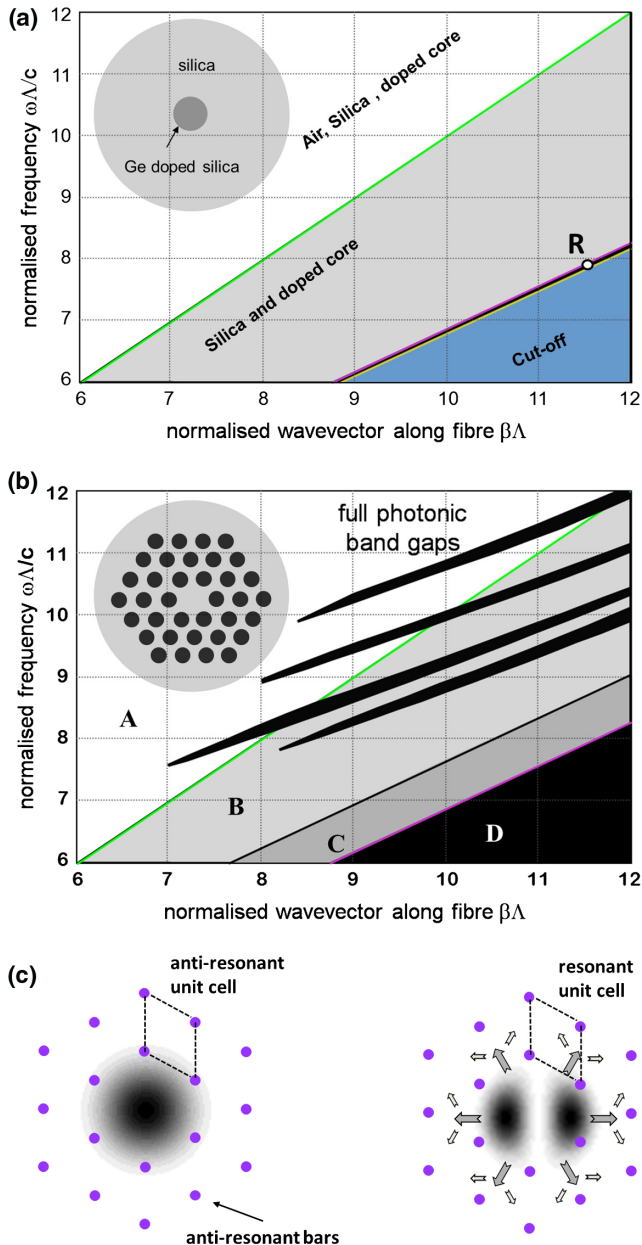 (a)
12
11
10
9
8
7
6
normalised frequency ωΛ/c
silica
Ge doped silica
Air, Silica , doped core
Silica and doped core
R
Cut-off
6
7
8
9
10
11
12
normalised wavevector along fibre βΛ
(b)
12
11
10
9
8
7
6
normalised frequency ωΛ/c
full photonic
band gaps
A
B
C
D
6
7
8
9
10
11
12
normalised wavevector along fibre βΛ
(c)
anti-resonant
unit cell
resonant
unit cell
anti-resonant bars